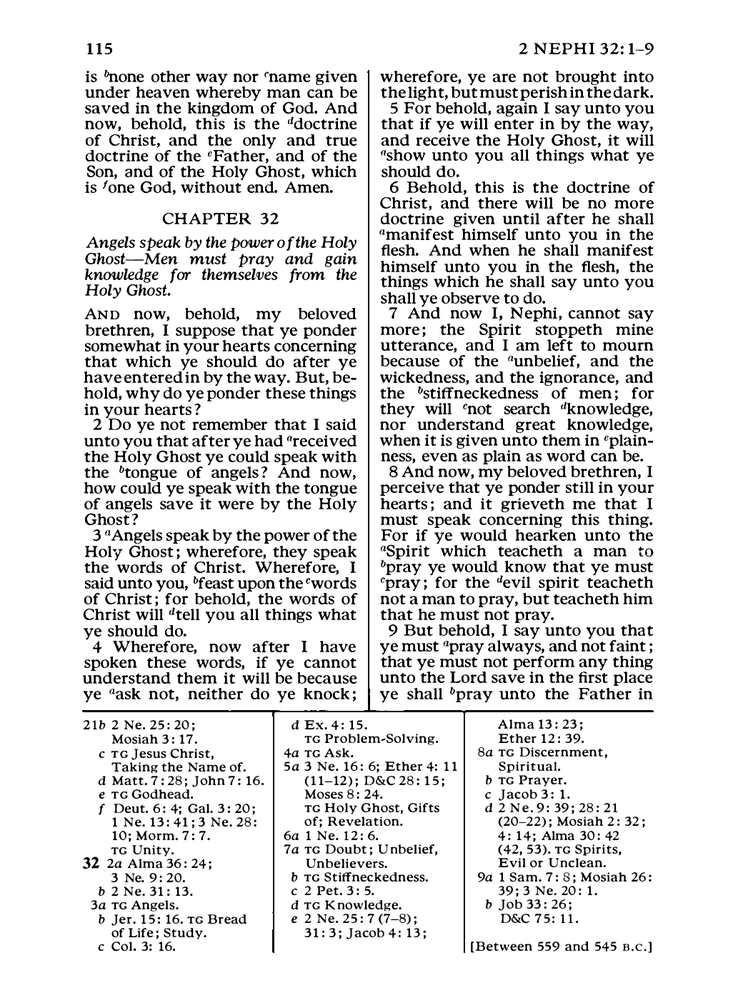 115
2 NEPHI 32:1–9
is bnone other way nor cname given
under heaven whereby man can be
saved in the kingdom of God. And
now, behold, this is the ddoctrine
of Christ, and the only and true
doctrine of the eFather, and of the
Son, and of the Holy Ghost, which
is fone God, without end. Amen.
CHAPTER 32
Angels speak by the power of the Holy
Ghost—Men must pray and gain
knowledge for themselves from the
Holy Ghost.
AND now, behold, my beloved
brethren, I suppose that ye ponder
somewhat in your hearts concerning
that which ye should do after ye
have entered in by the way. But, be-
hold, why do ye ponder these things
in your hearts?
2 Do ye not remember that I said
unto you that after ye had areceived
the Holy Ghost ye could speak with
the btongue of angels? And now,
how could ye speak with the tongue
of angels save it were by the Holy
Ghost?
3 aAngels speak by the power of the
Holy Ghost; wherefore, they speak
the words of Christ. Wherefore, I
said unto you, bfeast upon the cwords
of Christ; for behold, the words of
Christ will dtell you all things what
ye should do.
4 Wherefore, now after I have
spoken these words, if ye cannot
understand them it will be because
ye aask not, neither do ye knock;
wherefore, ye are not brought into
the light, but must perish in the dark.
5 For behold, again I say unto you
that if ye will enter in by the way,
and receive the Holy Ghost, it will
ashow unto you all things what ye
should do.
6 Behold, this is the doctrine of
Christ, and there will be no more
doctrine given until after he shall
amanifest himself unto you in the
flesh. And when he shall manifest
himself unto you in the flesh, the
things which he shall say unto you
shall ye observe to do.
7 And now I, Nephi, cannot say
more; the Spirit stoppeth mine
utterance, and I am left to mourn
because of the aunbelief, and the
wickedness, and the ignorance, and
the bstiffneckedness of men; for
they will cnot search dknowledge,
nor understand great knowledge,
when it is given unto them in eplain-
ness, even as plain as word can be.
8 And now, my beloved brethren, I
perceive that ye ponder still in your
hearts; and it grieveth me that I
must speak concerning this thing.
For if ye would hearken unto the
aSpirit which teacheth a man to
bpray ye would know that ye must
cpray; for the devil spirit teacheth
not a man to pray, but teacheth him
that he must not pray.
9 But behold, I say unto you that
ye must apray always, and not faint;
that ye must not perform any thing
unto the Lord save in the first place
ye shall bpray unto the Father in
21b 2 Ne. 25:20;
Mosiah 3:17.
c TG Jesus Christ,
Taking the Name of.
d Matt. 7:28; John 7:16.
e TG Godhead.
f Deut. 6:4; Gal. 3:20;
1 Ne. 13:41; 3 Ne. 28:
10; Morm. 7:7.
TG Unity.
32 2a Alma 36:24;
3 Ne. 9:20.
b 2 Ne. 31:13.
3a TG Angels.
b Jer. 15:16. TG Bread
of Life; Study.
c Col. 3:16.
d Ex. 4:15.
TG Problem-Solving.
4a TG Ask.
5a 3 Ne. 16:6; Ether 4:11
(11–12); D&C 28:15;
Moses 8:24.
TG Holy Ghost, Gifts
of; Revelation.
6a 1 Ne. 12:6.
7a TG Doubt; Unbelief,
Unbelievers.
b TG Stiffneckedness.
c 2 Pet. 3:5.
d TG Knowledge.
e 2 Ne. 25:7 (7–8);
31:3; Jacob 4:13;
Alma 13:23;
Ether 12:39.
8a TG Discernment,
Spiritual.
b TG Prayer.
c Jacob 3:1.
d 2 Ne. 9:39; 28:21
(20–22); Mosiah 2:32;
4:14; Alma 30:42
(42, 53). TG Spirits,
Evil or Unclean.
9a 1 Sam. 7:8; Mosiah 26:
39; 3 Ne. 20:1.
b Job 33:26;
D&C 75:11.
[Between 559 and 545 B.C.]